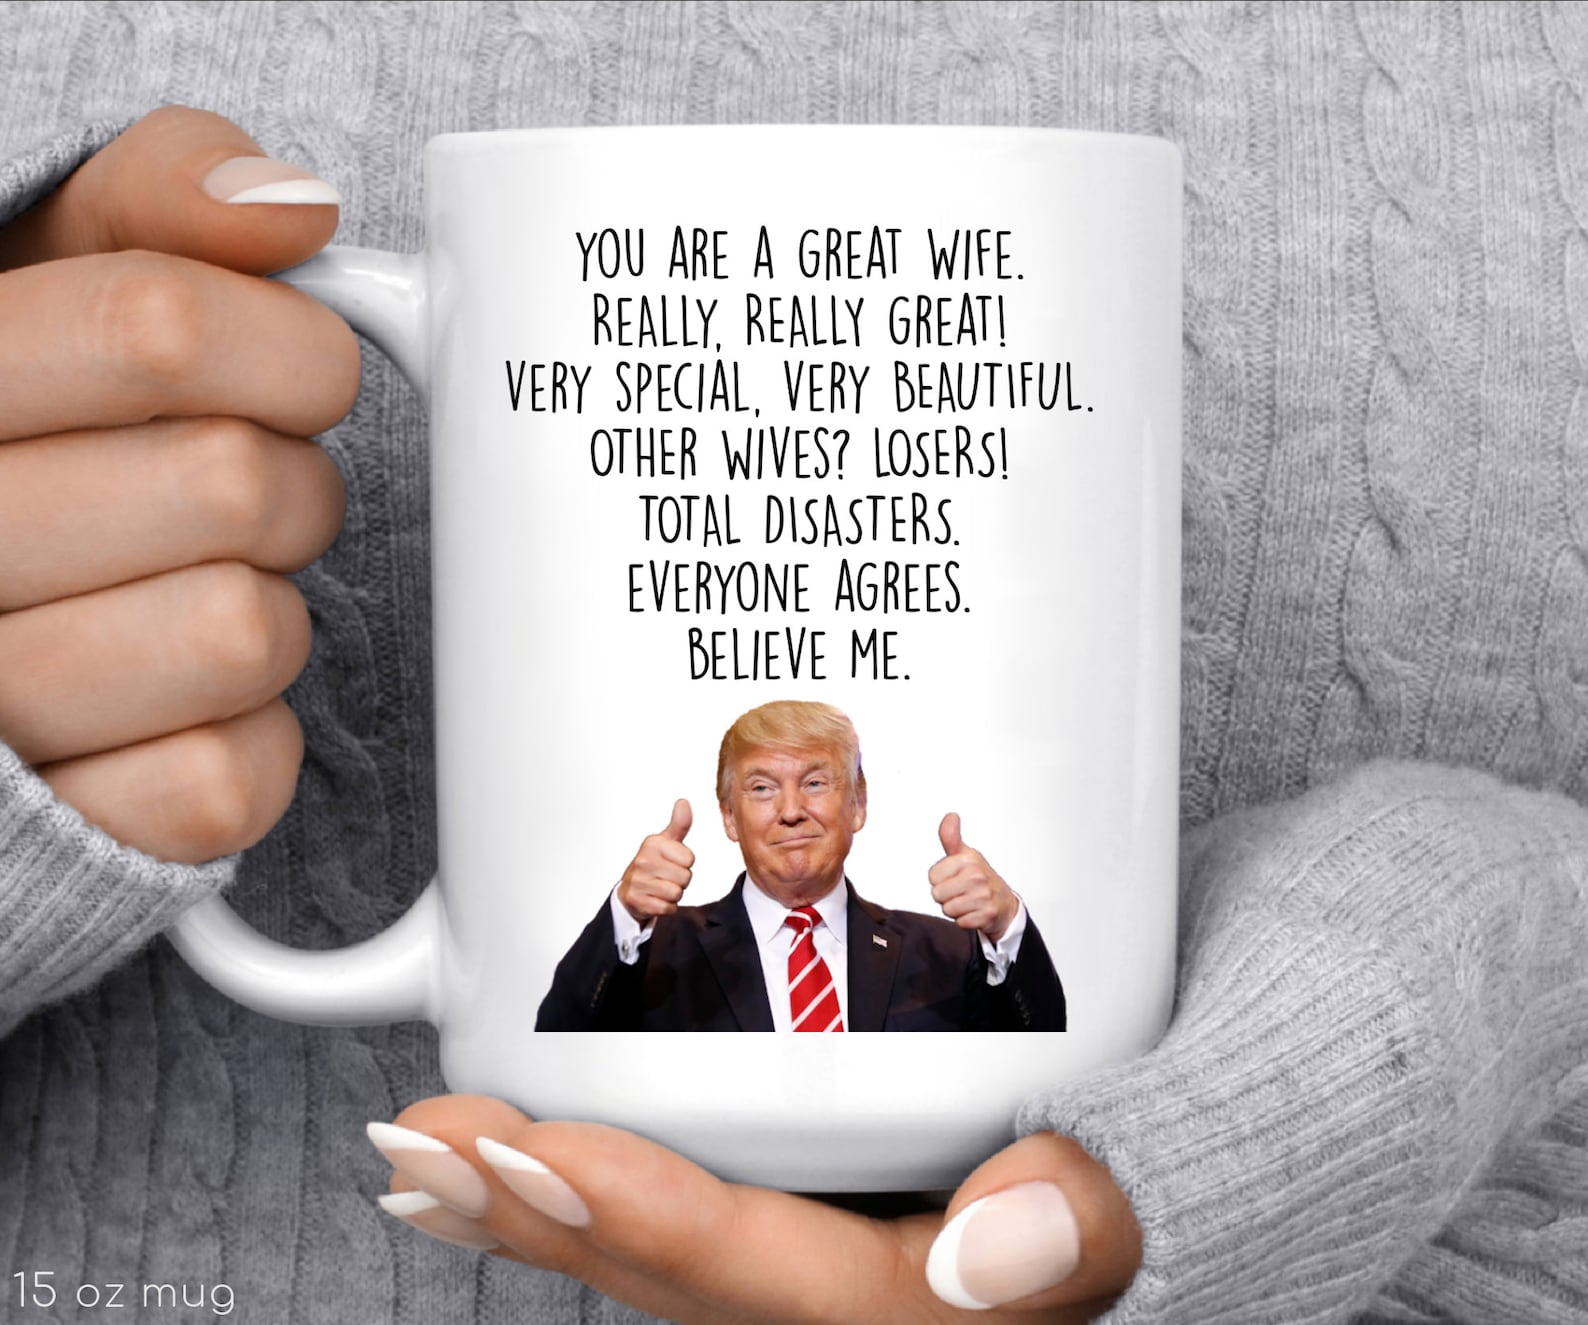 YOU ARE A GREAT WIFE.
REALLY, REALLY GREAT!
VERY SPECIAL, VERY BEAUTIFUL.
OTHER WIVES? LOSERS!
TOTAL DISASTERS.
EVERYONE AGREES.
BELIEVE ME.
15 oz mug